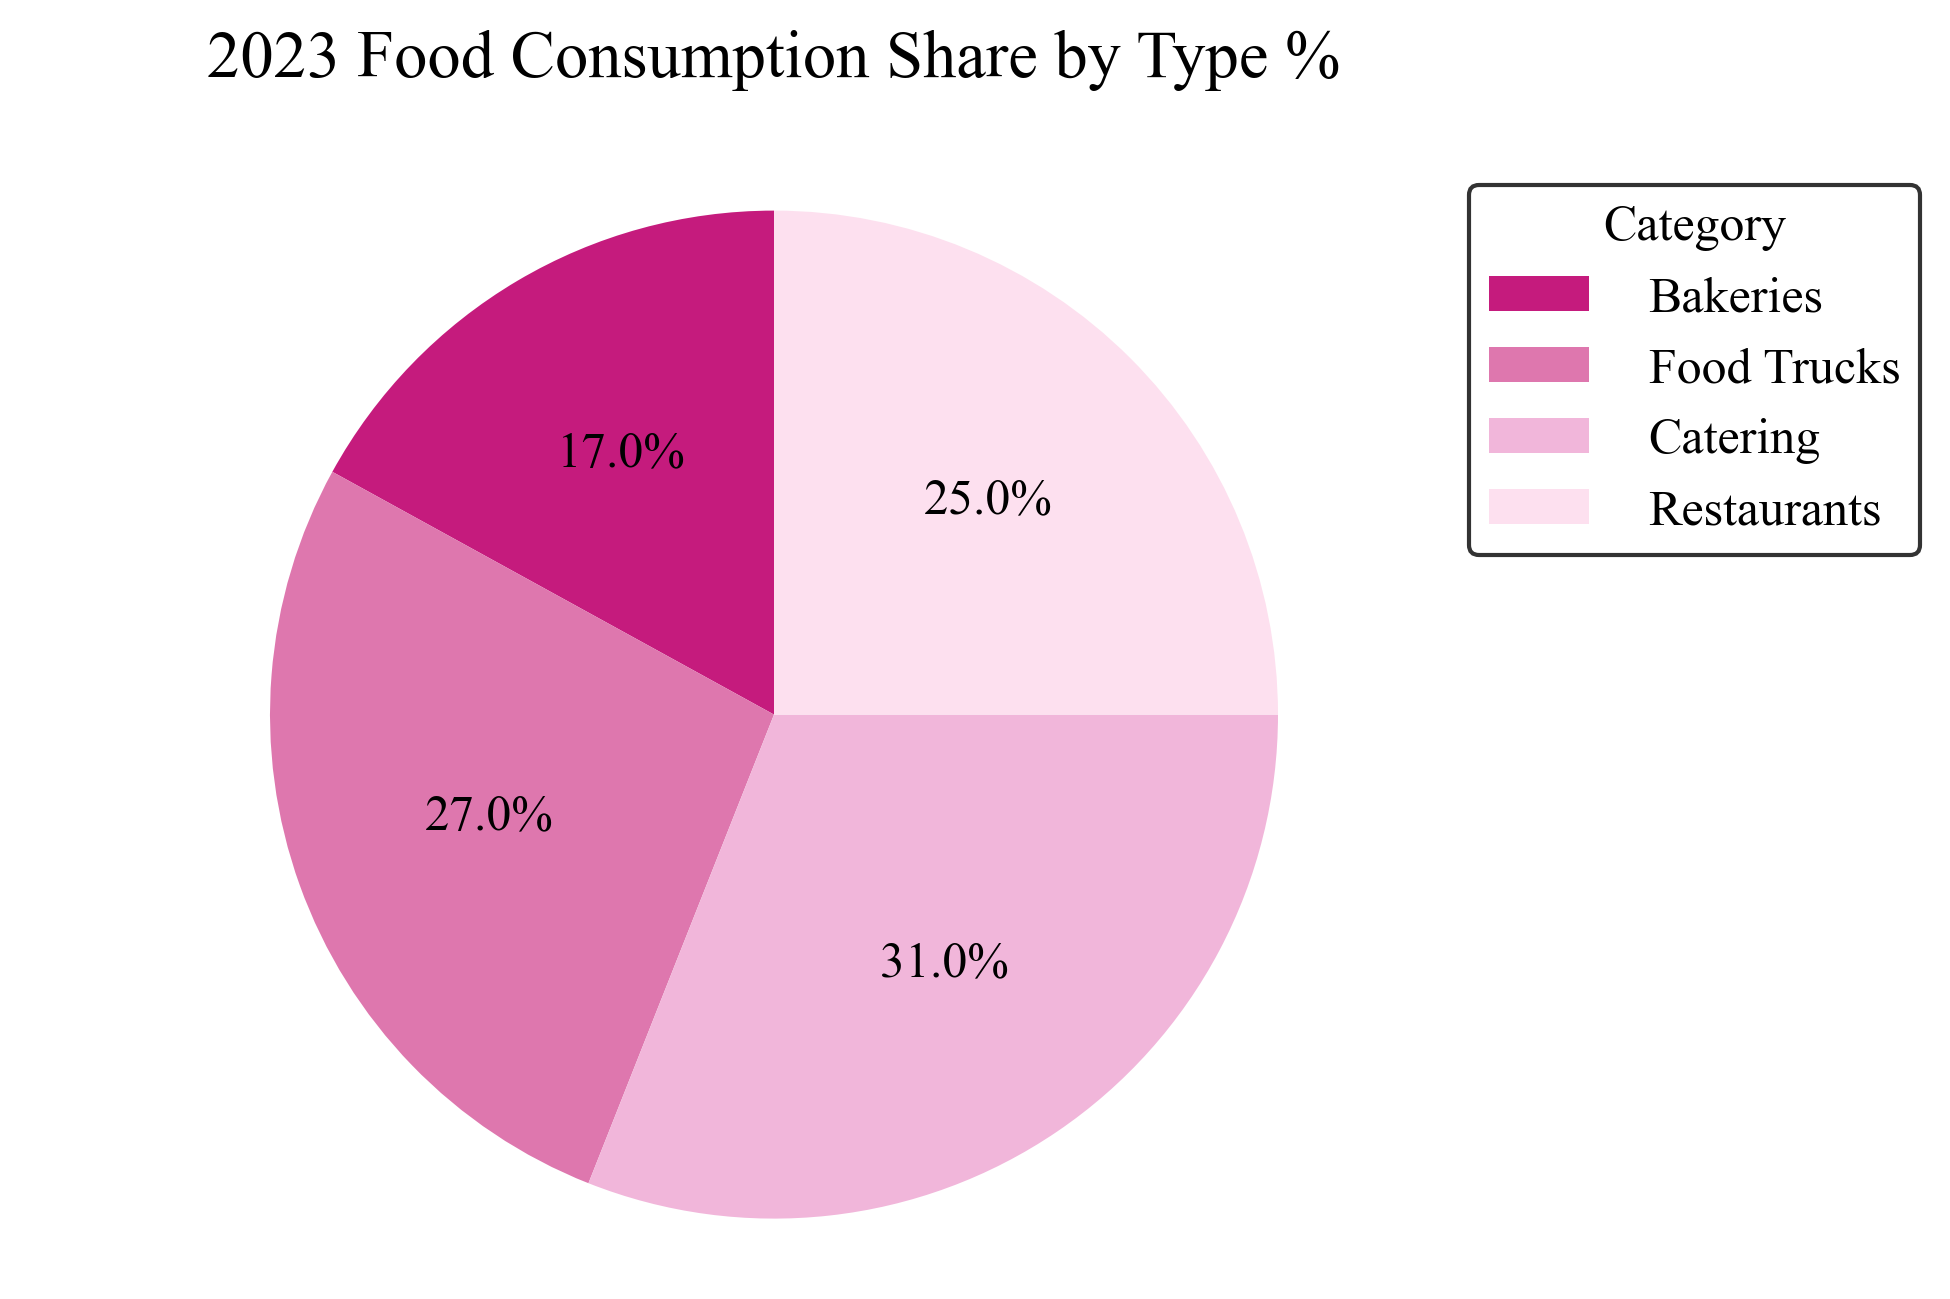 2023 Food Consumption Share by Type %
Category
Bakeries
Food Trucks
Catering
Restaurants
17.0%
25.0%
27.0%
31.0%